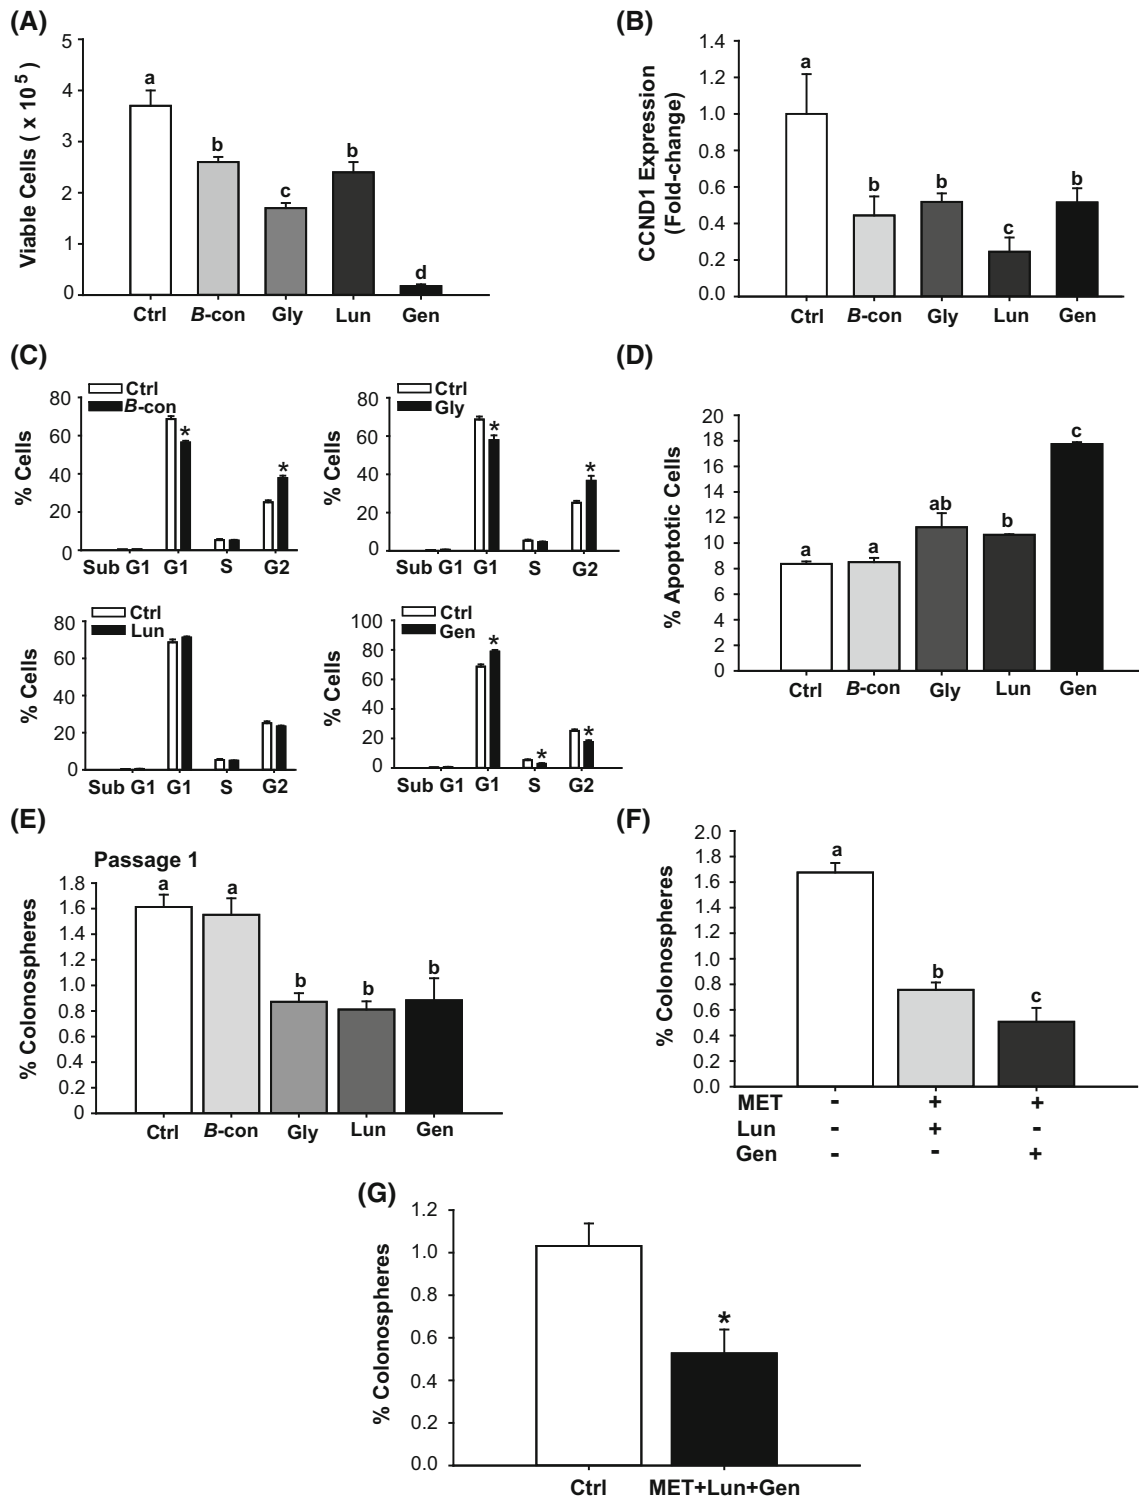 (A)
Viable Cells ( x 10⁵ )
5
4
3
2
1
0
a
b
c
b
d
Ctrl B-con Gly Lun Gen
(B)
CCND1 Expression
(Fold-change)
1.4
1.2
1.0
0.8
0.6
0.4
0.2
0.0
a
b
b
c
b
Ctrl B-con Gly Lun Gen
(C)
Ctrl
B-con
% Cells
80
60
40
20
0
*
*
Sub G1 G1 S G2
Ctrl
Gly
% Cells
80
60
40
20
0
*
*
Sub G1 G1 S G2
Ctrl
Lun
% Cells
80
60
40
20
0
Sub G1 G1 S G2
Ctrl
Gen
% Cells
100
80
60
40
20
0
*
*
*
Sub G1 G1 S G2
(D)
% Apoptotic Cells
20
18
16
14
12
10
8
6
4
2
0
a
a
ab
b
c
Ctrl B-con Gly Lun Gen
(E)
Passage 1
% Colonospheres
1.8
1.6
1.4
1.2
1.0
0.8
0.6
0.4
0.2
0
a
a
b
b
b
Ctrl B-con Gly Lun Gen
(F)
% Colonospheres
2.0
1.8
1.6
1.4
1.2
1.0
0.8
0.6
0.4
0.2
0.0
a
b
c
MET - + +
Lun - + -
Gen - - +
(G)
% Colonospheres
1.2
1.0
0.8
0.6
0.4
0.2
0.0
*
Ctrl MET+Lun+Gen